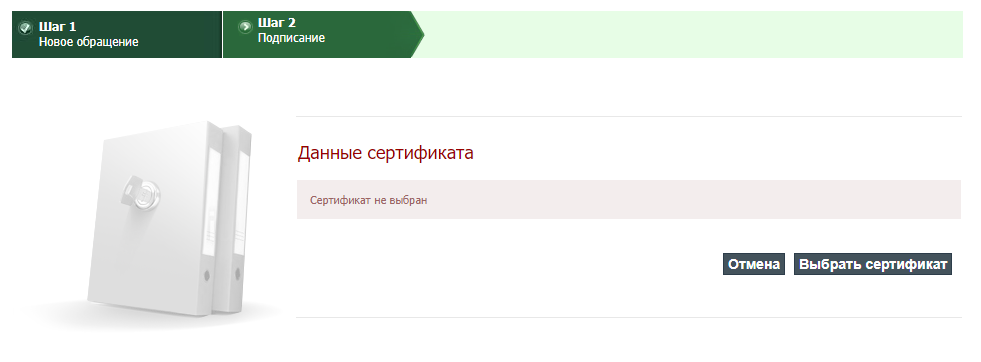 Шаг 1
Новое обращение
Шаг 2
Подписание
Данные сертификата
Сертификат не выбран
Отмена
Выбрать сертификат